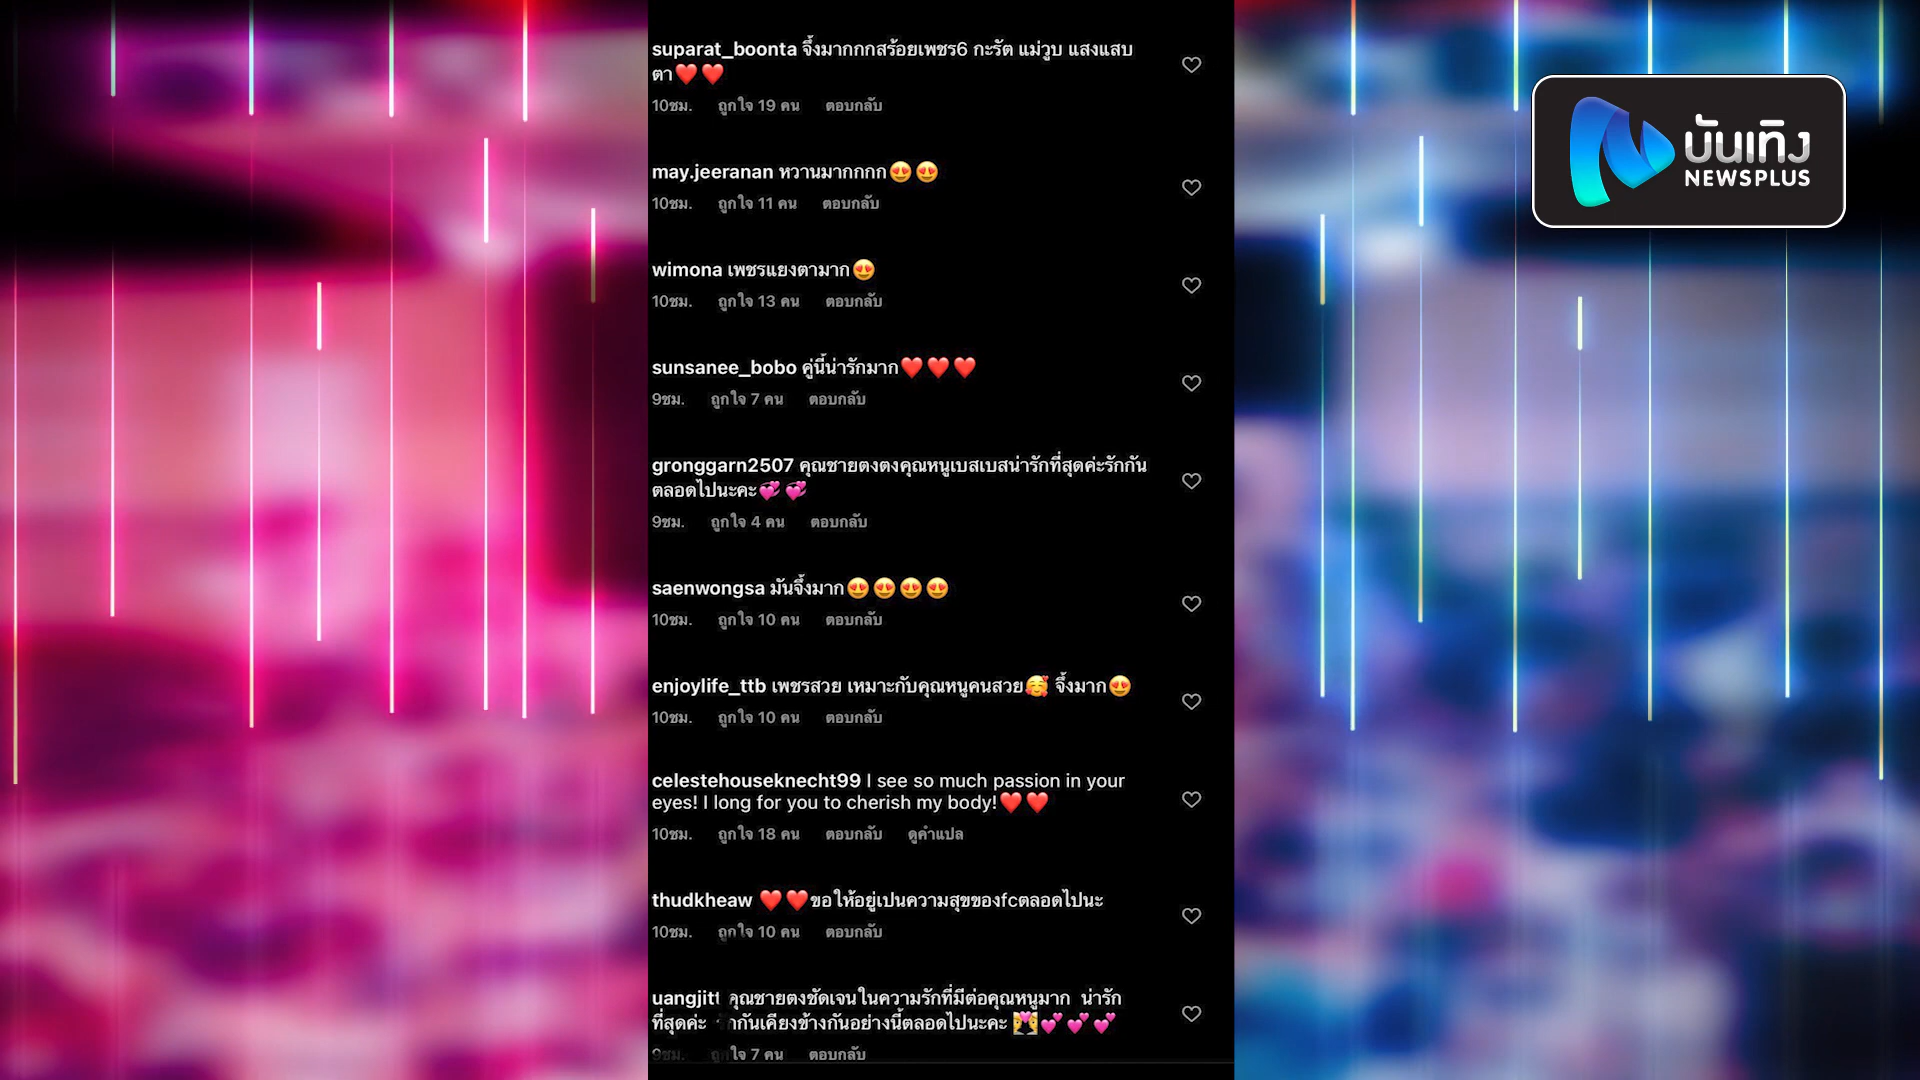 suparat_boonta จึ้งมากกกสร้อยเพชร6 กะรัต แม่วูบ แสงแสบ
ตา❤️❤️
10ชม. ถูกใจ 19 คน ตอบกลับ
may.jeeranan หวานมากกกก😍😍
10ชม. ถูกใจ 11 คน ตอบกลับ
wimona เพชรแยงตามาก😍
10ชม. ถูกใจ 13 คน ตอบกลับ
sunsanee_bobo คู่นี้น่ารักมาก❤️❤️❤️
9ชม. ถูกใจ 7 คน ตอบกลับ
gronggarn2507 คุณชายตงตงคุณหนูเบสเบสน่ารักที่สุดค่ะรักกัน
ตลอดไปนะคะ💞💞
9ชม. ถูกใจ 4 คน ตอบกลับ
saenwongsa มันจึ้งมาก😍😍😍😍
10ชม. ถูกใจ 10 คน ตอบกลับ
enjoylife_ttb เพชรสวย เหมาะกับคุณหนูคนสวย🥰 จึ้งมาก😍
10ชม. ถูกใจ 10 คน ตอบกลับ
celestehouseknecht99 I see so much passion in your
eyes! I long for you to cherish my body!❤️❤️
10ชม. ถูกใจ 18 คน ตอบกลับ ดูคำแปล
thudkheaw ❤️❤️ขอให้อยู่เปนความสุขของfcตลอดไปนะ
10ชม. ถูกใจ 10 คน ตอบกลับ
คุณชายตงชัดเจนในความรักที่มีต่อคุณหนูมาก น่ารัก
ที่สุดค่ะ รักกันเคียงข้างกันอย่างนี้ตลอดไปนะคะ 💏💕💕💕
9ชม. ถูกใจ 7 คน ตอบกลับ
บันเทิง
NEWSPLUS